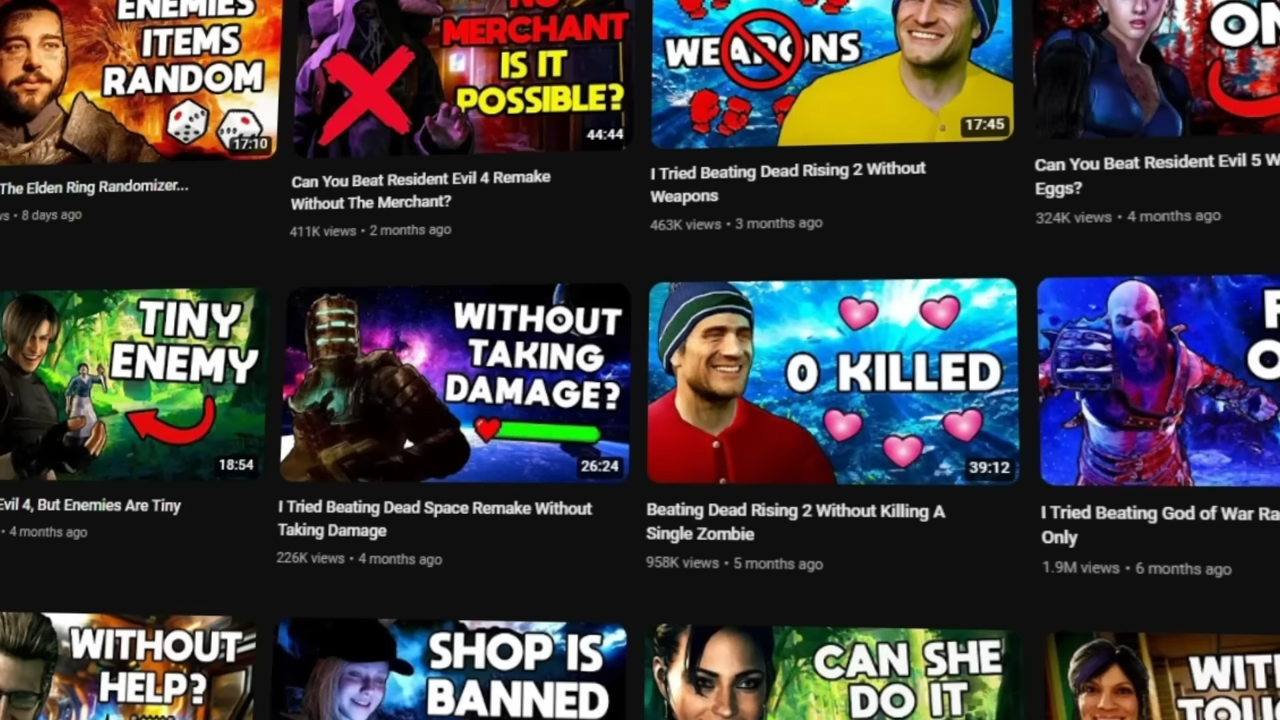 ENEMIES
ITEMS
RANDOM
17:10
The Elden Ring Randomizer...
• 8 days ago
NO
MERCHANT
IS IT
POSSIBLE?
44:44
Can You Beat Resident Evil 4 Remake
Without The Merchant?
411K views • 2 months ago
WEAPONS
17:45
I Tried Beating Dead Rising 2 Without
Weapons
463K views • 3 months ago
Can You Beat Resident Evil 5 W
Eggs?
324K views • 4 months ago
TINY
ENEMY
18:54
Evil 4, But Enemies Are Tiny
• 4 months ago
WITHOUT
TAKING
DAMAGE?
26:24
I Tried Beating Dead Space Remake Without
Taking Damage
226K views • 4 months ago
0 KILLED
39:12
Beating Dead Rising 2 Without Killing A
Single Zombie
958K views • 5 months ago
I Tried Beating God of War Ra
Only
1.9M views • 6 months ago
WITHOUT
HELP?
SHOP IS
BANNED
CAN SHE
DO IT